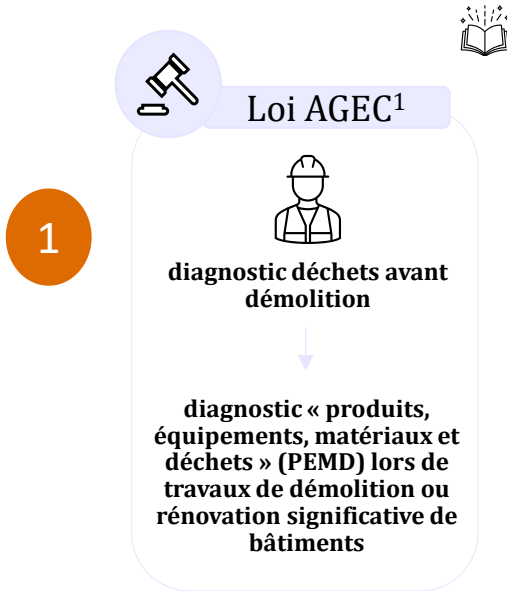 Loi AGEC¹
1
diagnostic déchets avant
démolition
diagnostic « produits,
équipements, matériaux et
déchets » (PEMD) lors de
travaux de démolition ou
rénovation significative de
bâtiments